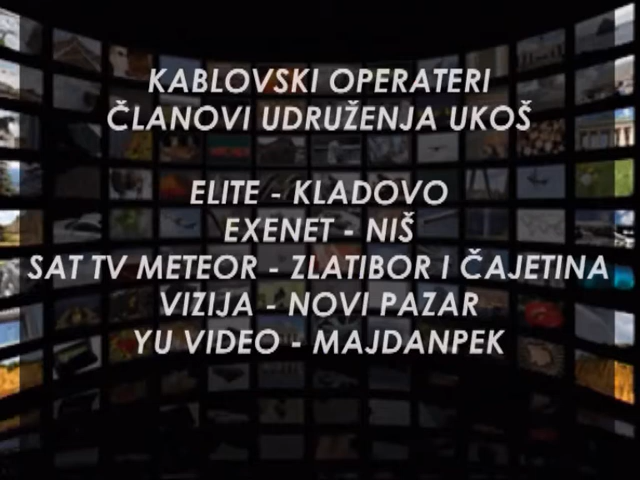 KABLOVSKI OPERATERI
ČLANOVI UDRUŽENJA UKOŠ
ELITE - KLADOVO
EXENET - NIŠ
SAT TV METEOR - ZLATIBOR I ČAJETINA
VIZIJA - NOVI PAZAR
YU VIDEO - MAJDANPEK